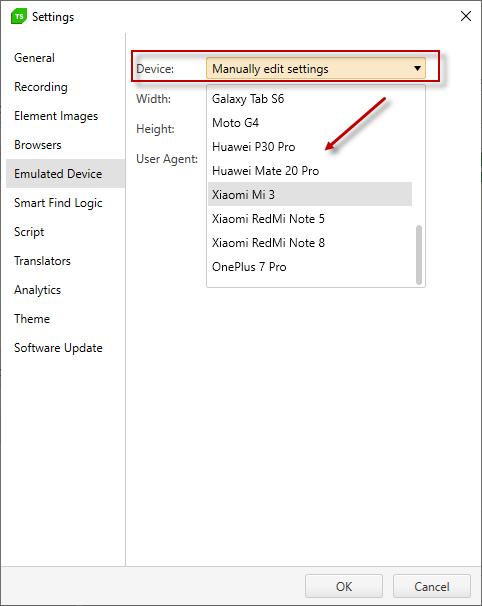 TS Settings
General
Recording
Element Images
Browsers
Emulated Device
Smart Find Logic
Script
Translators
Analytics
Theme
Software Update
Device: Manually edit settings
Width:
Height:
User Agent:
Galaxy Tab S6
Moto G4
Huawei P30 Pro
Huawei Mate 20 Pro
Xiaomi Mi 3
Xiaomi RedMi Note 5
Xiaomi RedMi Note 8
OnePlus 7 Pro
OK Cancel